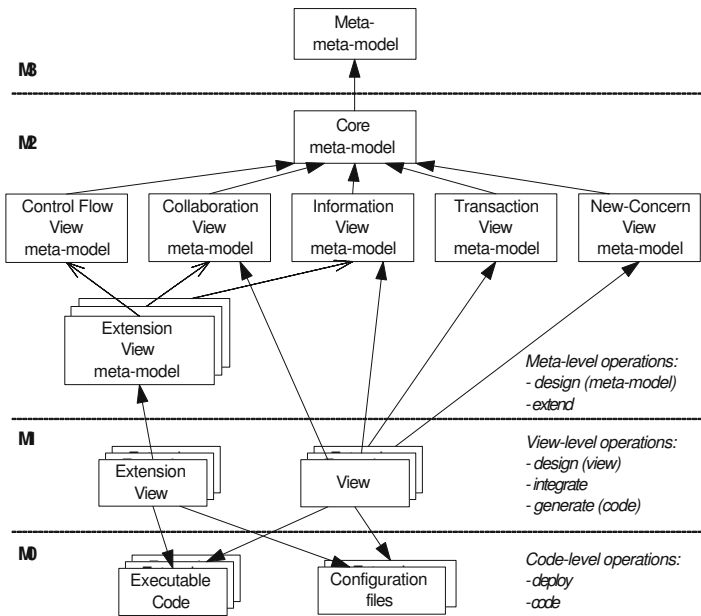 Meta-
meta-model
M3
Core
meta-model
M2
Control Flow
View
meta-model
Collaboration
View
meta-model
Information
View
meta-model
Transaction
View
meta-model
New-Concern
View
meta-model
Extension
View
meta-model
Meta-level operations:
- design (meta-model)
- extend
M1
Extension
View
View
View-level operations:
- design (view)
- integrate
- generate (code)
M0
Executable
Code
Configuration
files
Code-level operations:
- deploy
- code